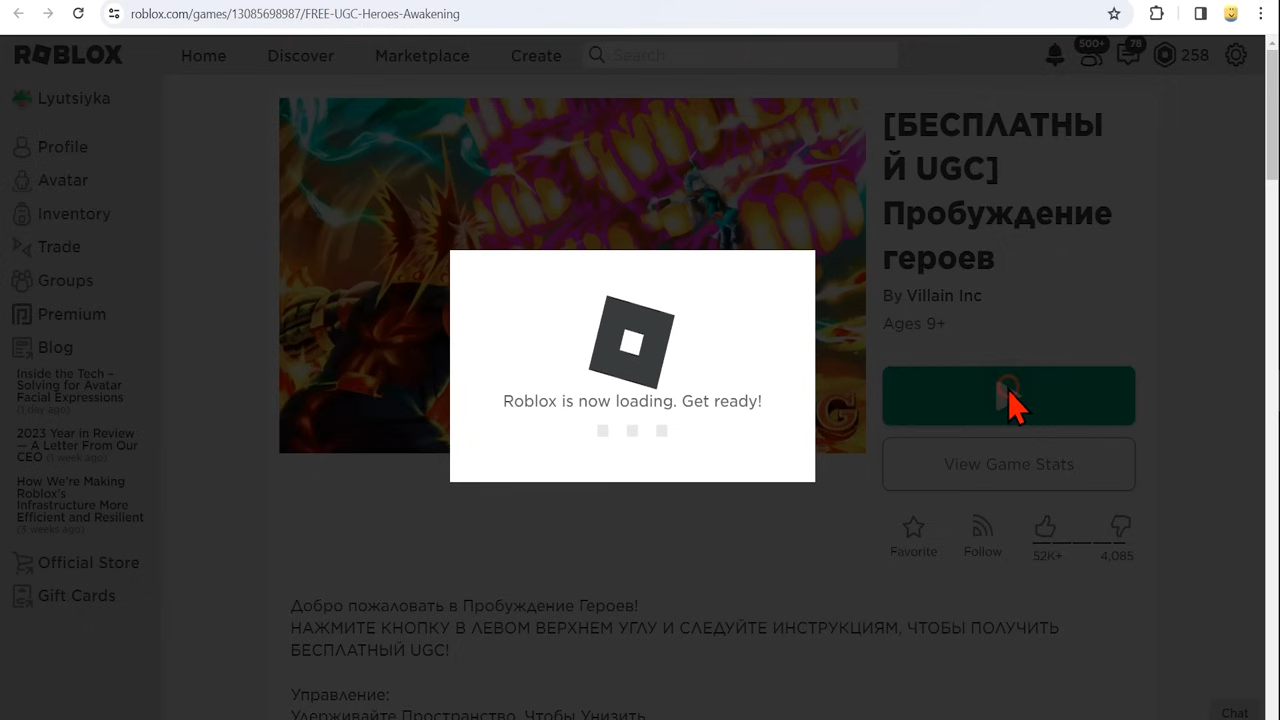 roblox.com/games/13085698987/FREE-UGC-Heroes-Awakening
ROBLOX
Home
Discover
Marketplace
Create
Search
500+
78
258
Lyutsiyka
Profile
Avatar
Inventory
Trade
Groups
Premium
Blog
Inside the Tech –
Solving for Avatar
Facial Expressions
(1 day ago)
2023 Year in Review
— A Letter From Our
CEO (1 week ago)
How We're Making
Roblox's
Infrastructure More
Efficient and Resilient
(3 weeks ago)
Official Store
Gift Cards
[БЕСПЛАТНЫ
Й UGC]
Пробуждение
героев
By Villain Inc
Ages 9+
Roblox is now loading. Get ready!
View Game Stats
Favorite
Follow
52K+
4,085
Добро пожаловать в Пробуждение Героев!
НАЖМИТЕ КНОПКУ В ЛЕВОМ ВЕРХНЕМ УГЛУ И СЛЕДУЙТЕ ИНСТРУКЦИЯМ, ЧТОБЫ ПОЛУЧИТЬ
БЕСПЛАТНЫЙ UGC!
Управление:
Удерживайте Пространство, Чтобы Унизить
Chat